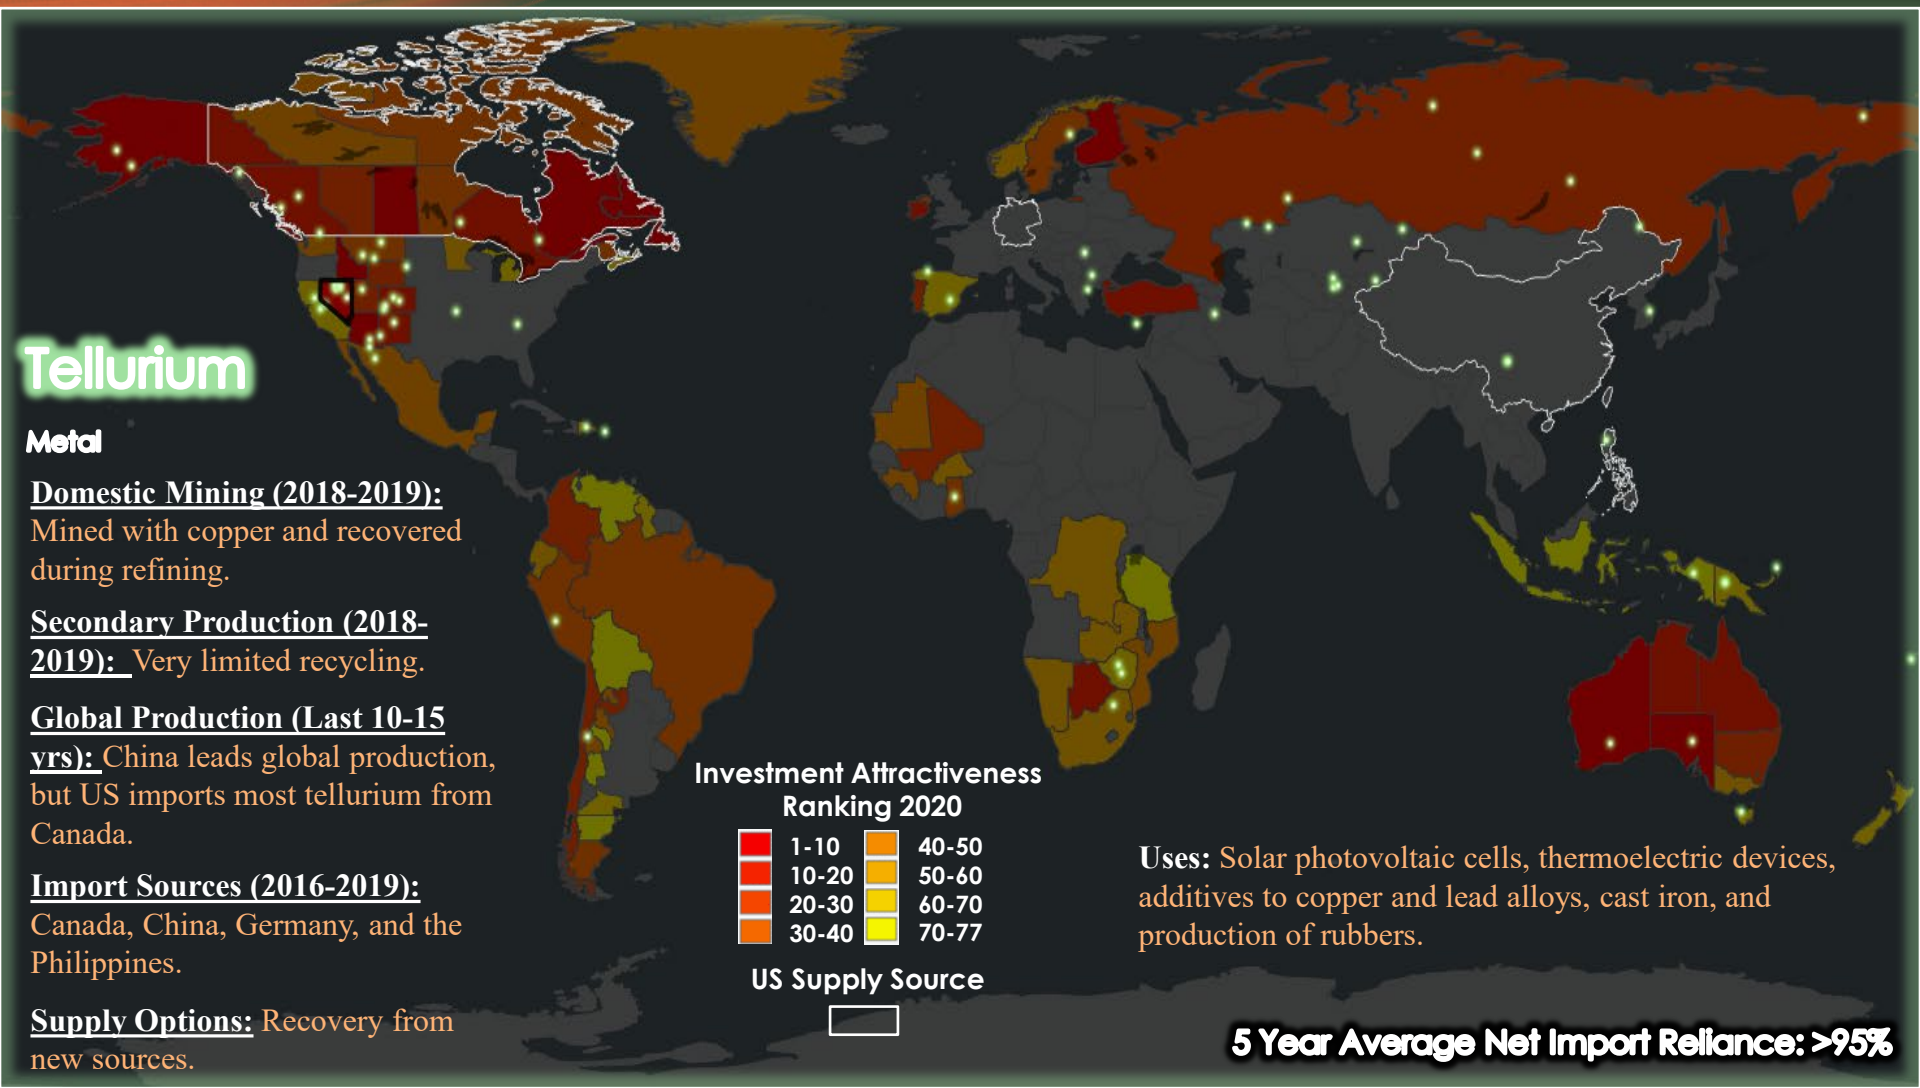 Tellurium
Metal
Domestic Mining (2018-2019):
Mined with copper and recovered
during refining.
Secondary Production (2018-
2019): Very limited recycling.
Global Production (Last 10-15
yrs): China leads global production,
but US imports most tellurium from
Canada.
Import Sources (2016-2019):
Canada, China, Germany, and the
Philippines.
Supply Options: Recovery from
new sources.
Investment Attractiveness
Ranking 2020
1-10 40-50
10-20 50-60
20-30 60-70
30-40 70-77
US Supply Source
Uses: Solar photovoltaic cells, thermoelectric devices,
additives to copper and lead alloys, cast iron, and
production of rubbers.
5 Year Average Net Import Reliance: >95%